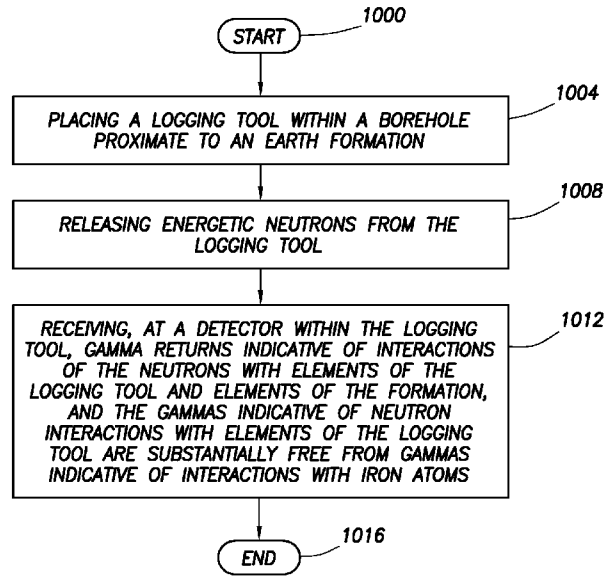 START
1000
PLACING A LOGGING TOOL WITHIN A BOREHOLE
PROXIMATE TO AN EARTH FORMATION
1004
RELEASING ENERGETIC NEUTRONS FROM THE
LOGGING TOOL
1008
RECEIVING, AT A DETECTOR WITHIN THE LOGGING
TOOL, GAMMA RETURNS INDICATIVE OF INTERACTIONS
OF THE NEUTRONS WITH ELEMENTS OF THE
LOGGING TOOL AND ELEMENTS OF THE FORMATION,
AND THE GAMMAS INDICATIVE OF NEUTRON
INTERACTIONS WITH ELEMENTS OF THE LOGGING
TOOL ARE SUBSTANTIALLY FREE FROM GAMMAS
INDICATIVE OF INTERACTIONS WITH IRON ATOMS
1012
END
1016